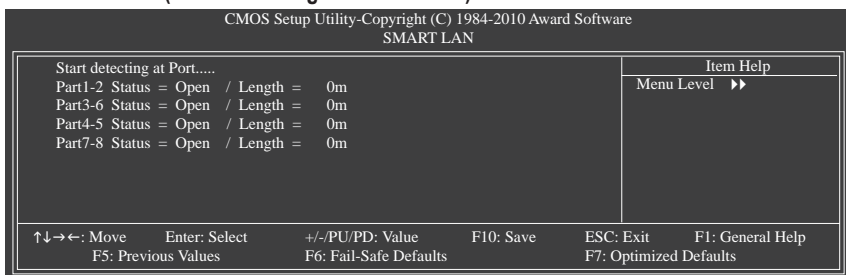 CMOS Setup Utility-Copyright (C) 1984-2010 Award Software
SMART LAN
Start detecting at Port.....
Part1-2 Status = Open / Length = 0m
Part3-6 Status = Open / Length = 0m
Part4-5 Status = Open / Length = 0m
Part7-8 Status = Open / Length = 0m
Item Help
Menu Level ▶▶
↑↓→←: Move Enter: Select +/-/PU/PD: Value F10: Save ESC: Exit F1: General Help
F5: Previous Values F6: Fail-Safe Defaults F7: Optimized Defaults